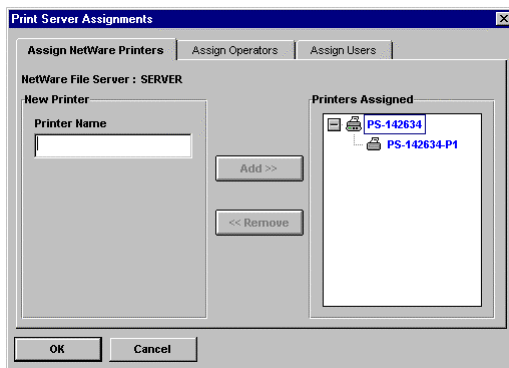 Print Server Assignments
Assign NetWare Printers
Assign Operators
Assign Users
NetWare File Server : SERVER
New Printer
Printer Name
Add >>
<< Remove
Printers Assigned
PS-142634
PS-142634-P1
OK
Cancel